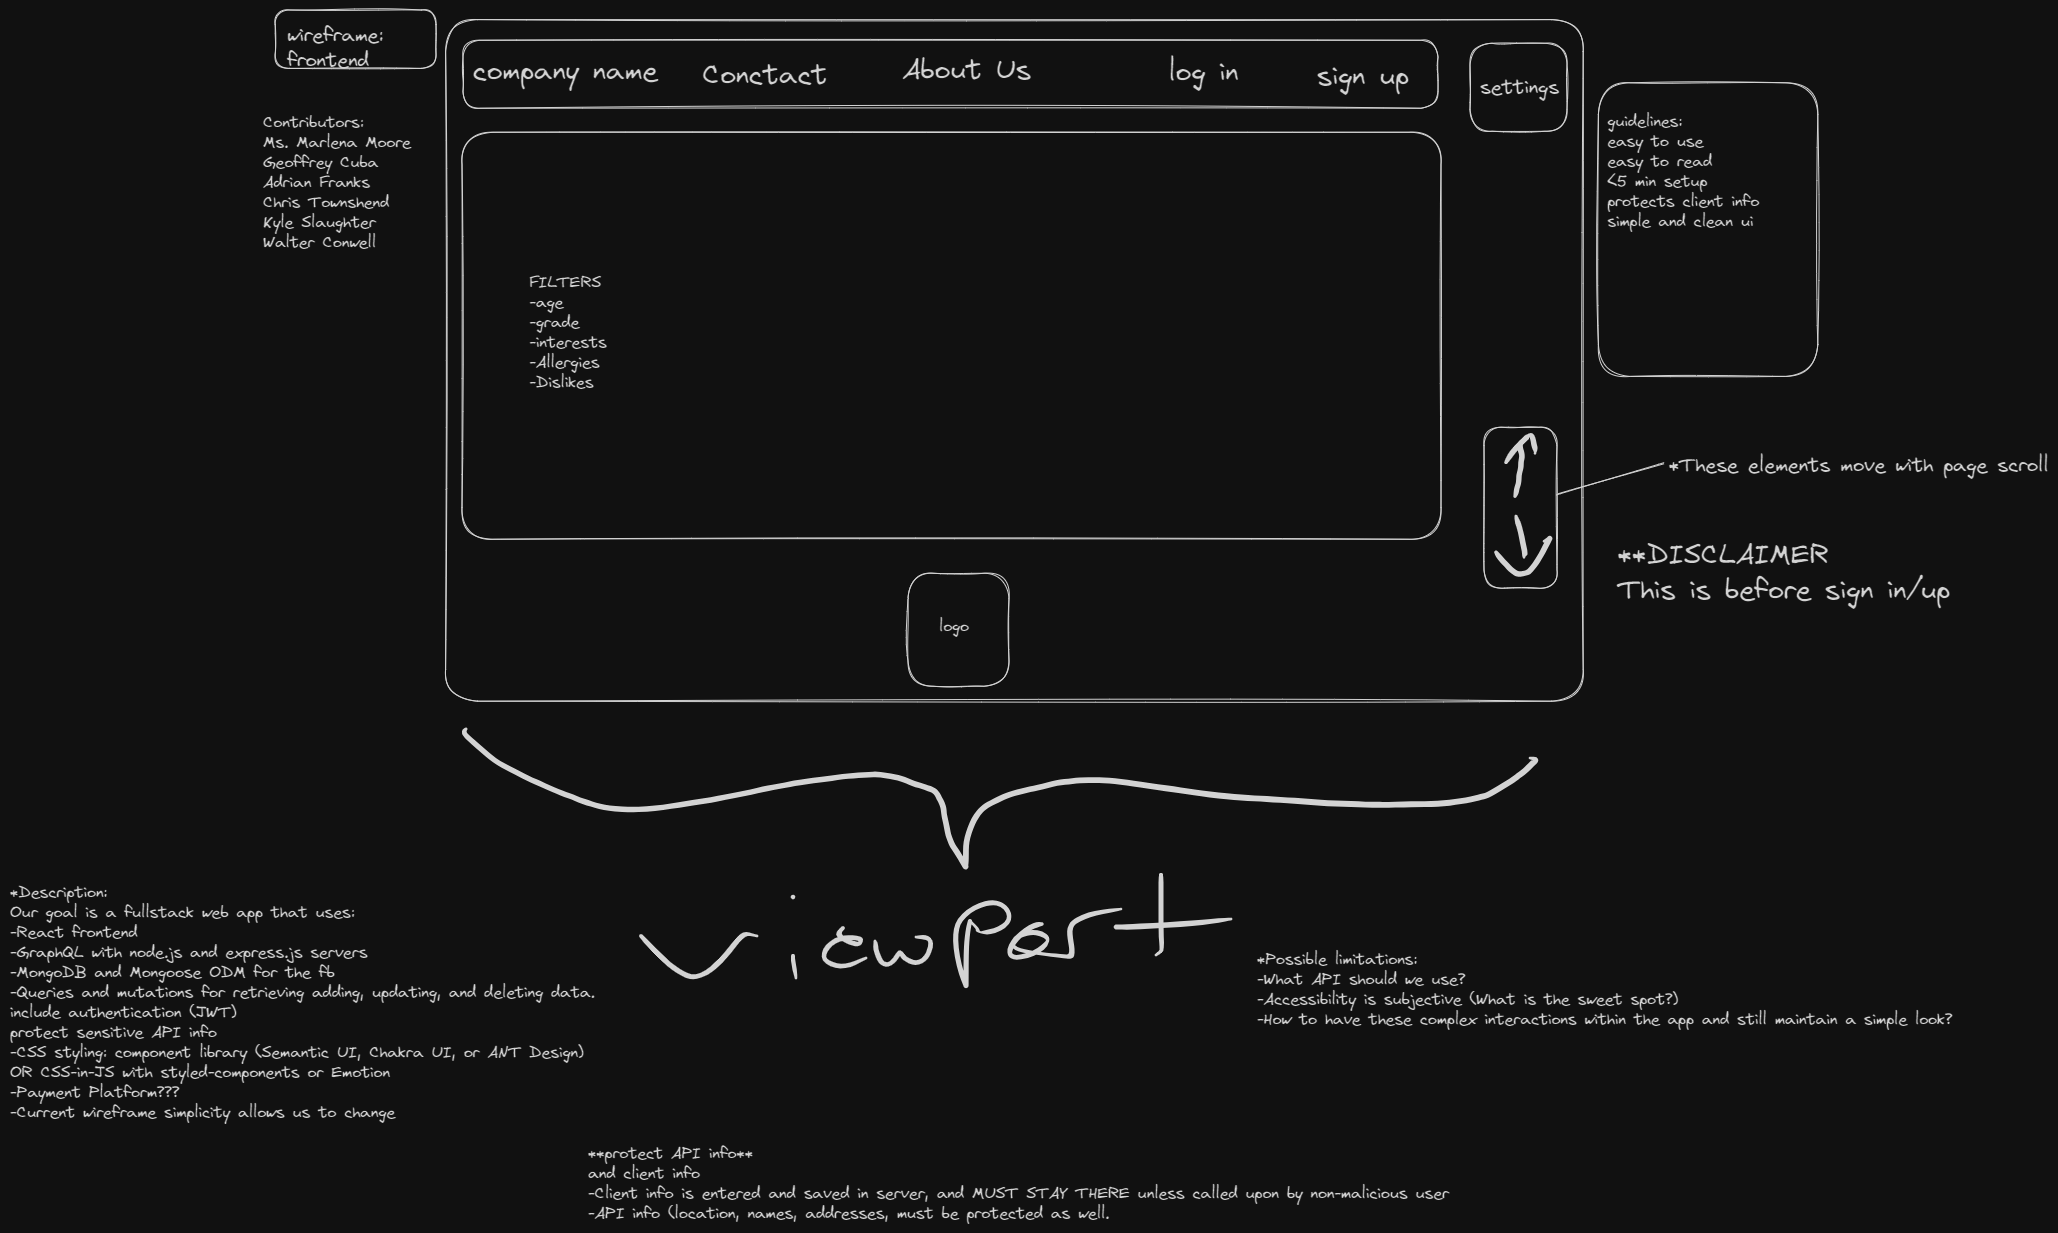 wireframe:
frontend
Contributors:
Ms. Marlena Moore
Geoffrey Cuba
Adrian Franks
Chris Townshend
Kyle Slaughter
Walter Conwell
company name
Conctact
About Us
log in
sign up
settings
FILTERS
-age
-grade
-interests
-Allergies
-Dislikes
logo
guidelines:
easy to use
easy to read
<5 min setup
protects client info
simple and clean ui
*These elements move with page scroll
**DISCLAIMER
This is before sign in/up
viewport
*Description:
Our goal is a fullstack web app that uses:
-React frontend
-GraphQL with node.js and express.js servers
-MongoDB and Mongoose ODM for the fb
-Queries and mutations for retrieving adding, updating, and deleting data.
include authentication (JWT)
protect sensitive API info
-CSS styling: component library (Semantic UI, Chakra UI, or ANT Design)
OR CSS-in-JS with styled-components or Emotion
-Payment Platform???
-Current wireframe simplicity allows us to change
*Possible limitations:
-What API should we use?
-Accessibility is subjective (What is the sweet spot?)
-How to have these complex interactions within the app and still maintain a simple look?
**protect API info**
and client info
-Client info is entered and saved in server, and MUST STAY THERE unless called upon by non-malicious user
-API info (location, names, addresses, must be protected as well.